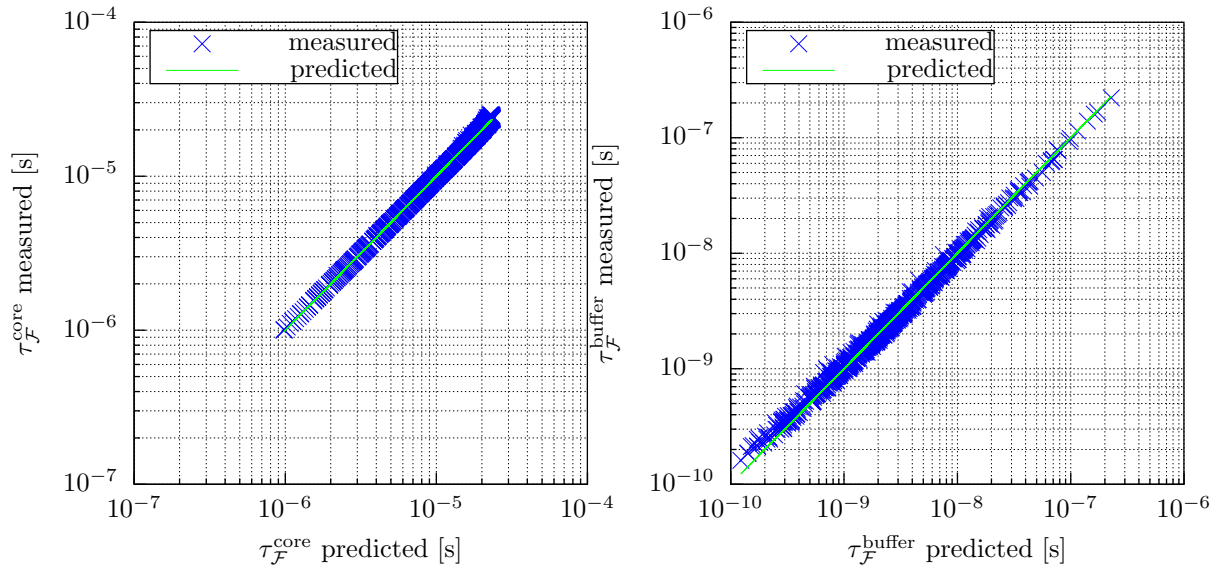 10⁻⁴
10⁻⁵
10⁻⁶
10⁻⁷
10⁻⁷ 10⁻⁶ 10⁻⁵ 10⁻⁴
τ_ℱ^core measured [s]
τ_ℱ^core predicted [s]
measured
predicted
10⁻⁶
10⁻⁷
10⁻⁸
10⁻⁹
10⁻¹⁰
10⁻¹⁰ 10⁻⁹ 10⁻⁸ 10⁻⁷ 10⁻⁶
τ_ℱ^buffer measured [s]
τ_ℱ^buffer predicted [s]
measured
predicted